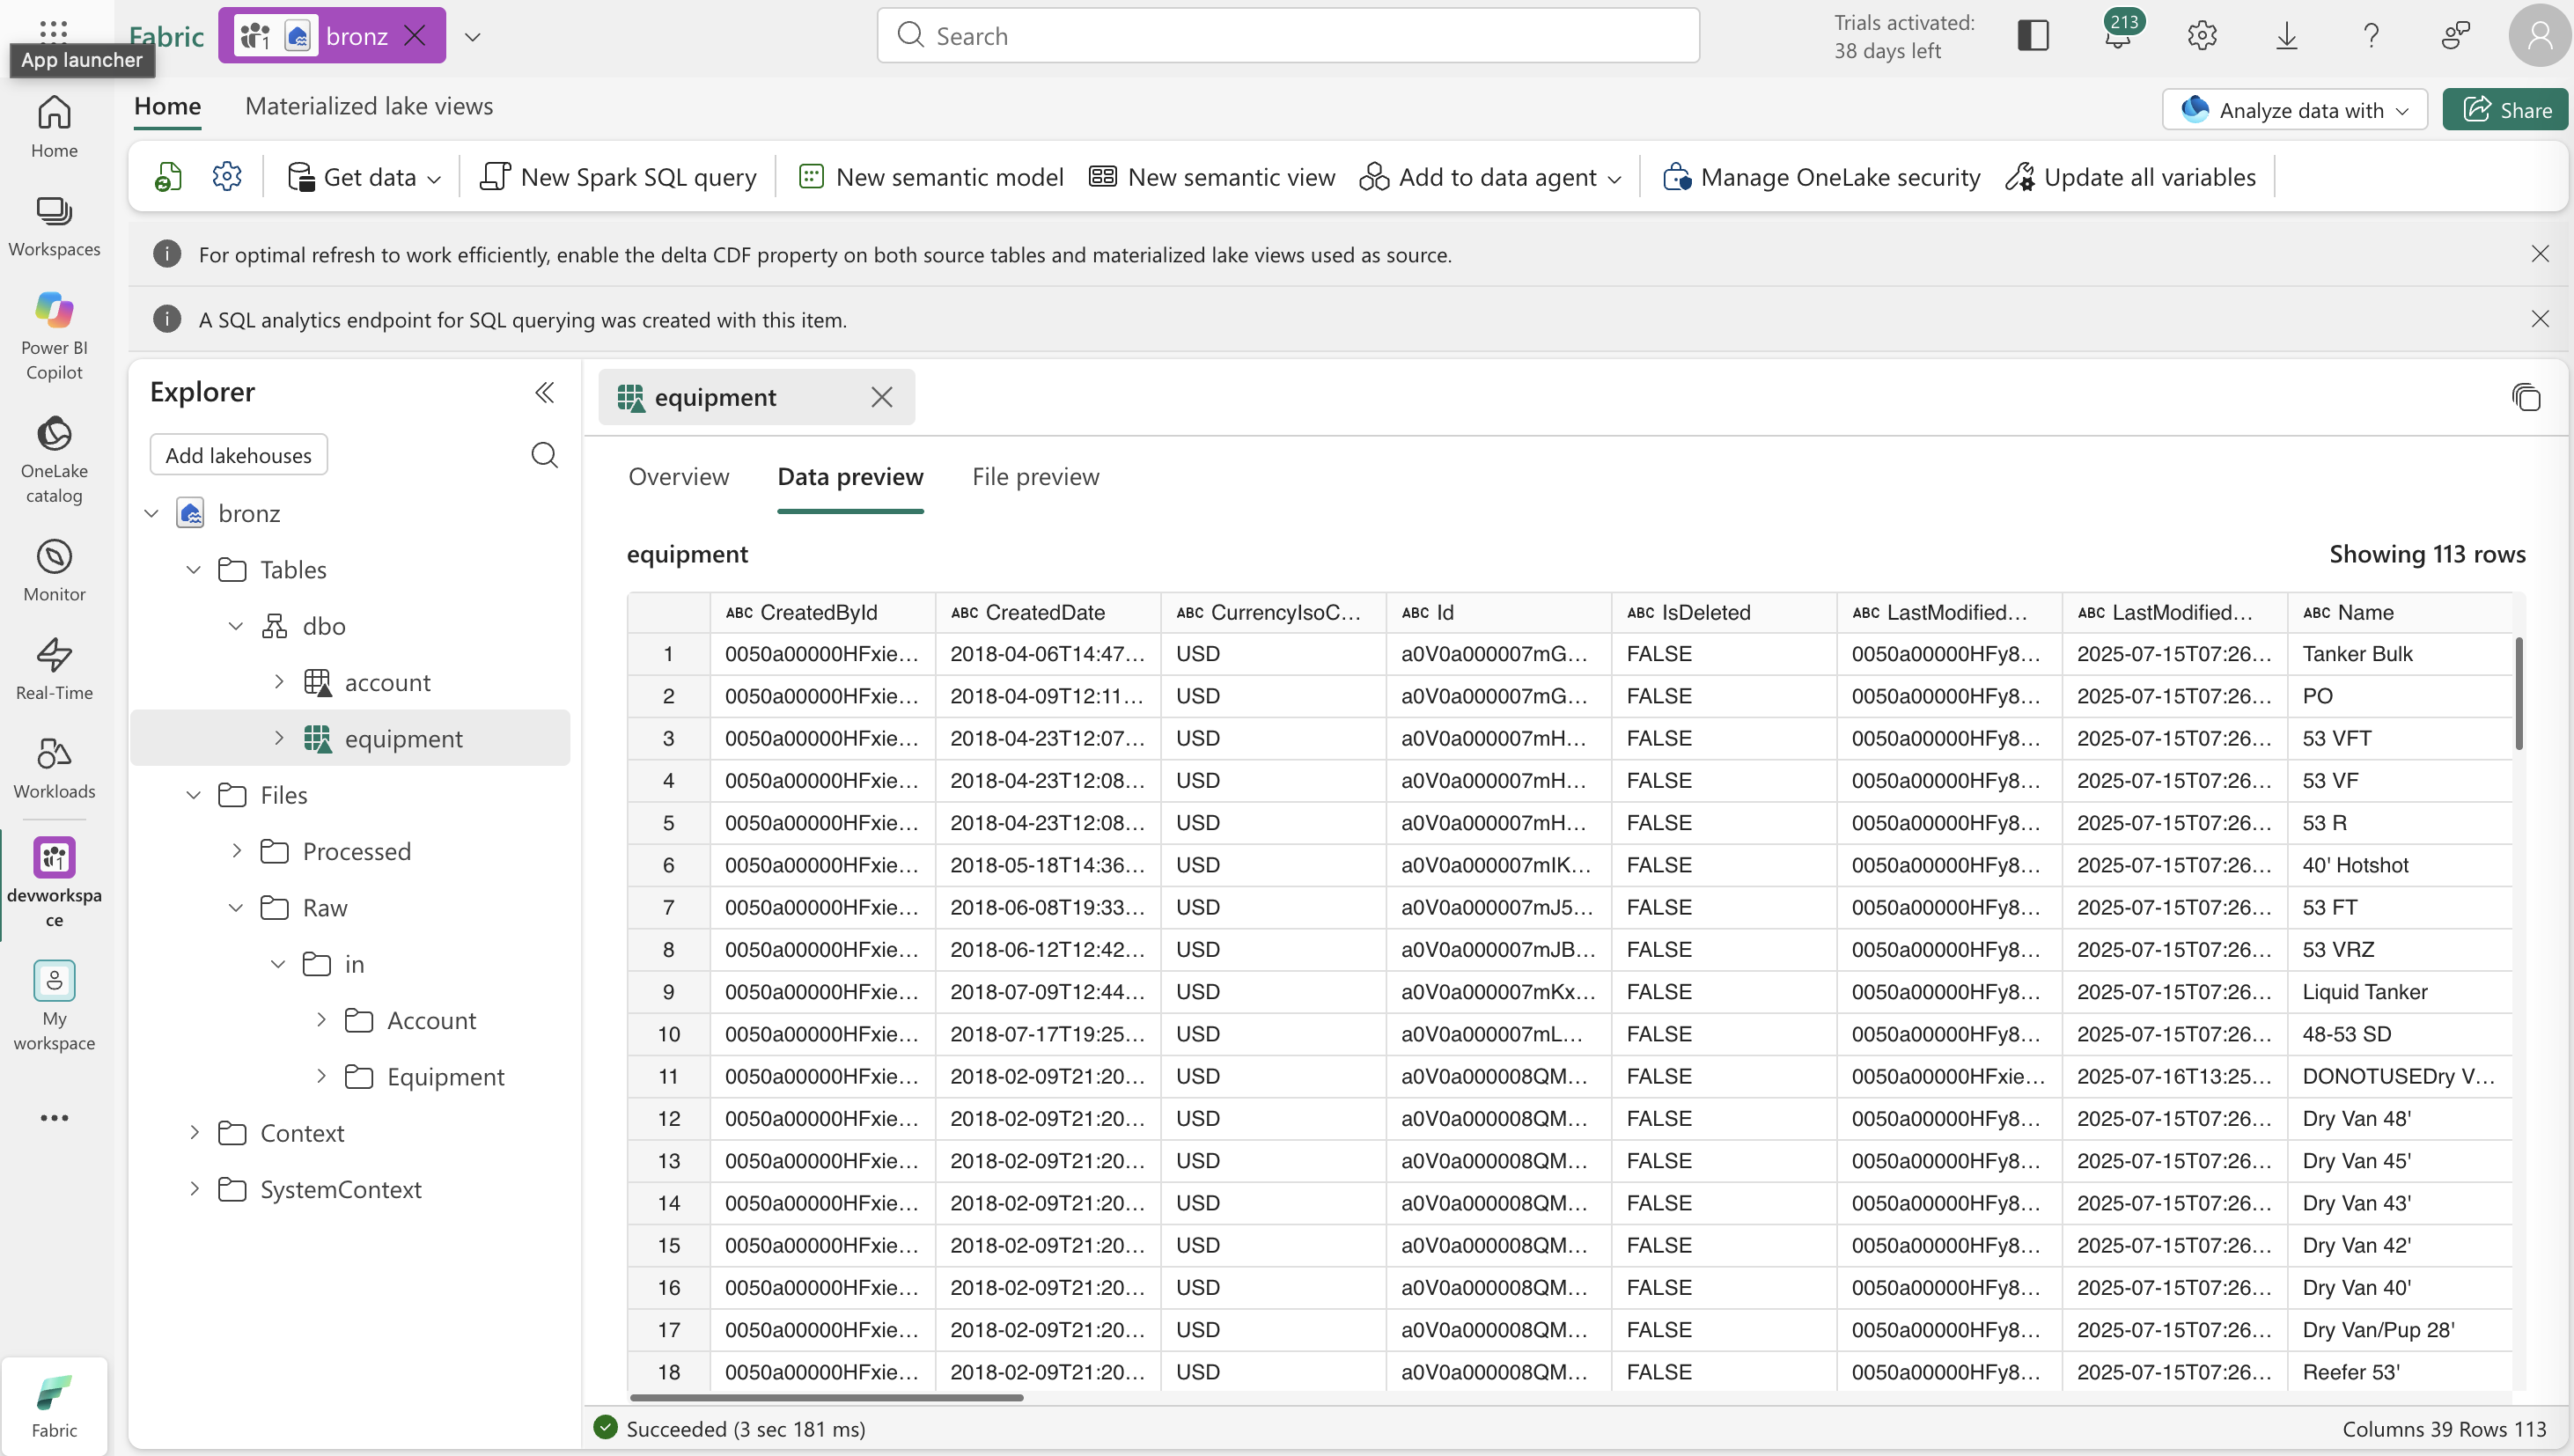 Fabric
1
bronz
Search
Trials activated:
38 days left
213
App launcher
Home
Materialized lake views
Analyze data with
Share
Get data
New Spark SQL query
New semantic model
New semantic view
Add to data agent
Manage OneLake security
Update all variables
For optimal refresh to work efficiently, enable the delta CDF property on both source tables and materialized lake views used as source.
A SQL analytics endpoint for SQL querying was created with this item.
Home
Workspaces
Power BI
Copilot
OneLake
catalog
Monitor
Real-Time
Workloads
1
devworkspa
ce
My
workspace
Fabric
Explorer
Add lakehouses
bronz
Tables
dbo
account
equipment
Files
Processed
Raw
in
Account
Equipment
Context
SystemContext
equipment
Overview
Data preview
File preview
equipment
Showing 113 rows
ABC CreatedById ABC CreatedDate ABC CurrencyIsoC... ABC Id ABC IsDeleted ABC LastModified... ABC LastModified... ABC Name
1 0050a00000HFxie... 2018-04-06T14:47... USD a0V0a000007mG... FALSE 0050a00000HFy8... 2025-07-15T07:26... Tanker Bulk
2 0050a00000HFxie... 2018-04-09T12:11... USD a0V0a000007mG... FALSE 0050a00000HFy8... 2025-07-15T07:26... PO
3 0050a00000HFxie... 2018-04-23T12:07... USD a0V0a000007mH... FALSE 0050a00000HFy8... 2025-07-15T07:26... 53 VFT
4 0050a00000HFxie... 2018-04-23T12:08... USD a0V0a000007mH... FALSE 0050a00000HFy8... 2025-07-15T07:26... 53 VF
5 0050a00000HFxie... 2018-04-23T12:08... USD a0V0a000007mH... FALSE 0050a00000HFy8... 2025-07-15T07:26... 53 R
6 0050a00000HFxie... 2018-05-18T14:36... USD a0V0a000007mIK... FALSE 0050a00000HFy8... 2025-07-15T07:26... 40' Hotshot
7 0050a00000HFxie... 2018-06-08T19:33... USD a0V0a000007mJ5... FALSE 0050a00000HFy8... 2025-07-15T07:26... 53 FT
8 0050a00000HFxie... 2018-06-12T12:42... USD a0V0a000007mJB... FALSE 0050a00000HFy8... 2025-07-15T07:26... 53 VRZ
9 0050a00000HFxie... 2018-07-09T12:44... USD a0V0a000007mKx... FALSE 0050a00000HFy8... 2025-07-15T07:26... Liquid Tanker
10 0050a00000HFxie... 2018-07-17T19:25... USD a0V0a000007mL... FALSE 0050a00000HFy8... 2025-07-15T07:26... 48-53 SD
11 0050a00000HFxie... 2018-02-09T21:20... USD a0V0a000008QM... FALSE 0050a00000HFxie... 2025-07-16T13:25... DONOTUSEDry V...
12 0050a00000HFxie... 2018-02-09T21:20... USD a0V0a000008QM... FALSE 0050a00000HFy8... 2025-07-15T07:26... Dry Van 48'
13 0050a00000HFxie... 2018-02-09T21:20... USD a0V0a000008QM... FALSE 0050a00000HFy8... 2025-07-15T07:26... Dry Van 45'
14 0050a00000HFxie... 2018-02-09T21:20... USD a0V0a000008QM... FALSE 0050a00000HFy8... 2025-07-15T07:26... Dry Van 43'
15 0050a00000HFxie... 2018-02-09T21:20... USD a0V0a000008QM... FALSE 0050a00000HFy8... 2025-07-15T07:26... Dry Van 42'
16 0050a00000HFxie... 2018-02-09T21:20... USD a0V0a000008QM... FALSE 0050a00000HFy8... 2025-07-15T07:26... Dry Van 40'
17 0050a00000HFxie... 2018-02-09T21:20... USD a0V0a000008QM... FALSE 0050a00000HFy8... 2025-07-15T07:26... Dry Van/Pup 28'
18 0050a00000HFxie... 2018-02-09T21:20... USD a0V0a000008QM... FALSE 0050a00000HFy8... 2025-07-15T07:26... Reefer 53'
Succeeded (3 sec 181 ms)
Columns 39 Rows 113